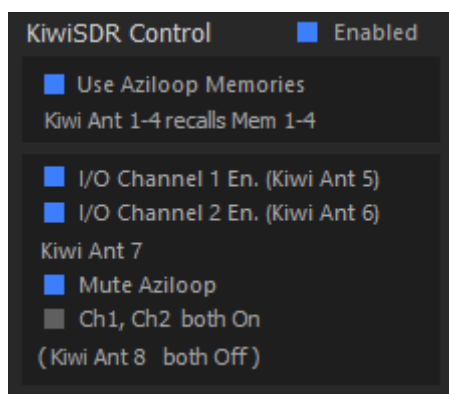 KiwiSDR Control Enabled
Use Aziloop Memories
Kiwi Ant 1-4 recalls Mem 1-4
I/O Channel 1 En. (Kiwi Ant 5)
I/O Channel 2 En. (Kiwi Ant 6)
Kiwi Ant 7
Mute Aziloop
Ch1, Ch2 both On
( Kiwi Ant 8 both Off )